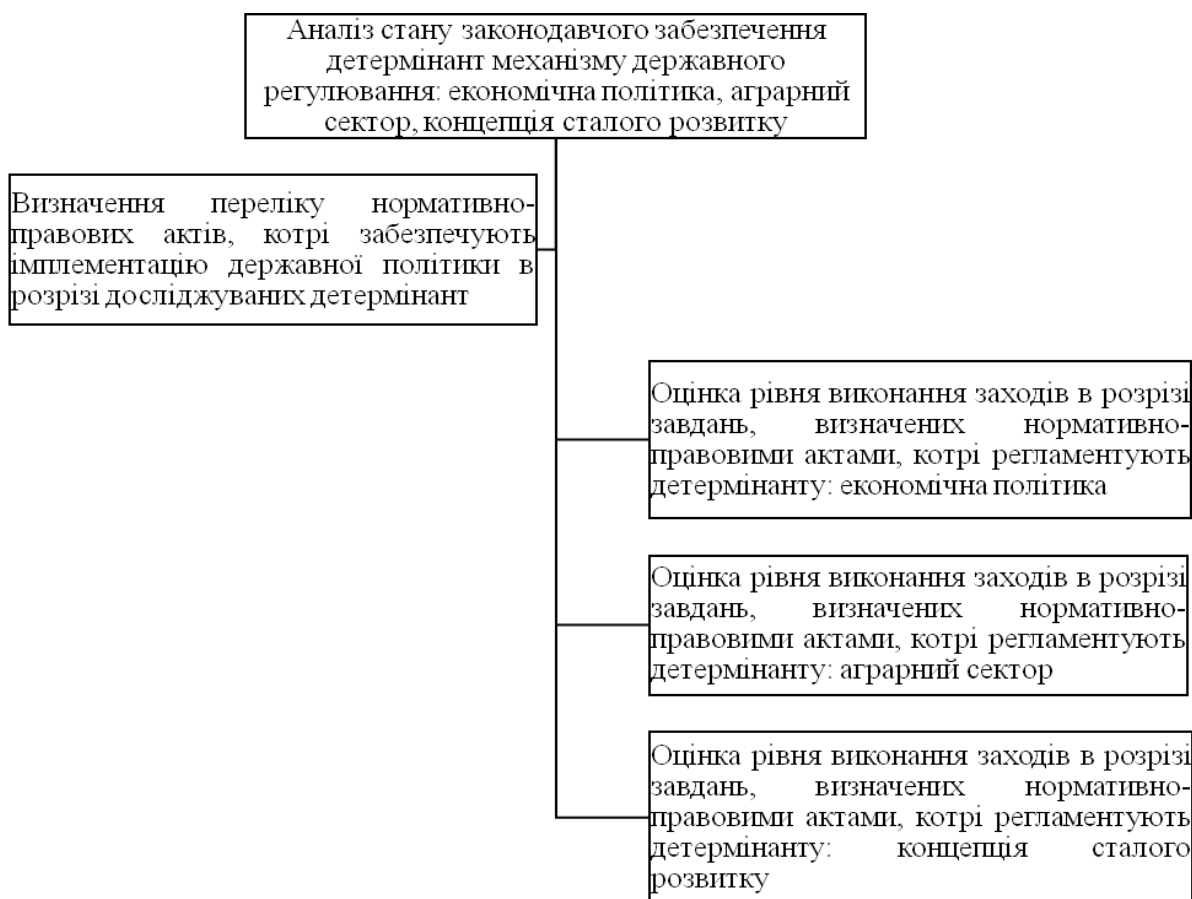 Аналіз стану законодавчого забезпечення
детермінант механізму державного
регулювання: економічна політика, аграрний
сектор, концепція сталого розвитку
Визначення переліку нормативно-
правових актів, котрі забезпечують
імплементацію державної політики в
розрізі досліджуваних детермінант
Оцінка рівня виконання заходів в розрізі
завдань, визначених нормативно-
правовими актами, котрі регламентують
детермінанту: економічна політика
Оцінка рівня виконання заходів в розрізі
завдань, визначених нормативно-
правовими актами, котрі регламентують
детермінанту: аграрний сектор
Оцінка рівня виконання заходів в розрізі
завдань, визначених нормативно-
правовими актами, котрі регламентують
детермінанту: концепція сталого
розвитку